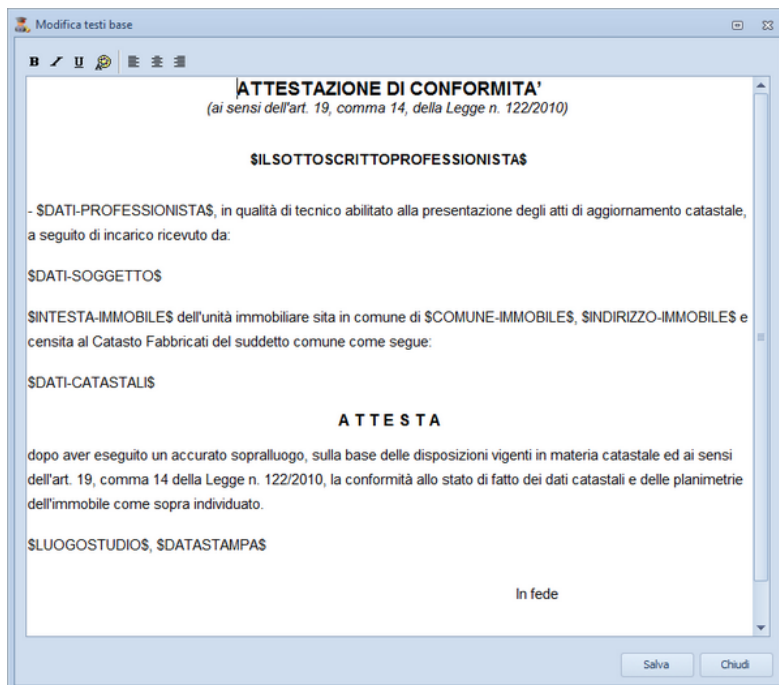 Modifica testi base
B I U
ATTESTAZIONE DI CONFORMITA’
(ai sensi dell'art. 19, comma 14, della Legge n. 122/2010)
$ILSOTTOSCRITTOPROFESSIONISTA$
- $DATI-PROFESSIONISTA$, in qualità di tecnico abilitato alla presentazione degli atti di aggiornamento catastale,
a seguito di incarico ricevuto da:
$DATI-SOGGETTO$
$INTESTA-IMMOBILE$ dell'unità immobiliare sita in comune di $COMUNE-IMMOBILE$, $INDIRIZZO-IMMOBILE$ e
censita al Catasto Fabbricati del suddetto comune come segue:
$DATI-CATASTALI$
A T T E S T A
dopo aver eseguito un accurato sopralluogo, sulla base delle disposizioni vigenti in materia catastale ed ai sensi
dell'art. 19, comma 14 della Legge n. 122/2010, la conformità allo stato di fatto dei dati catastali e delle planimetrie
dell'immobile come sopra individuato.
$LUOGOSTUDIO$, $DATASTAMPA$
In fede
Salva Chiudi